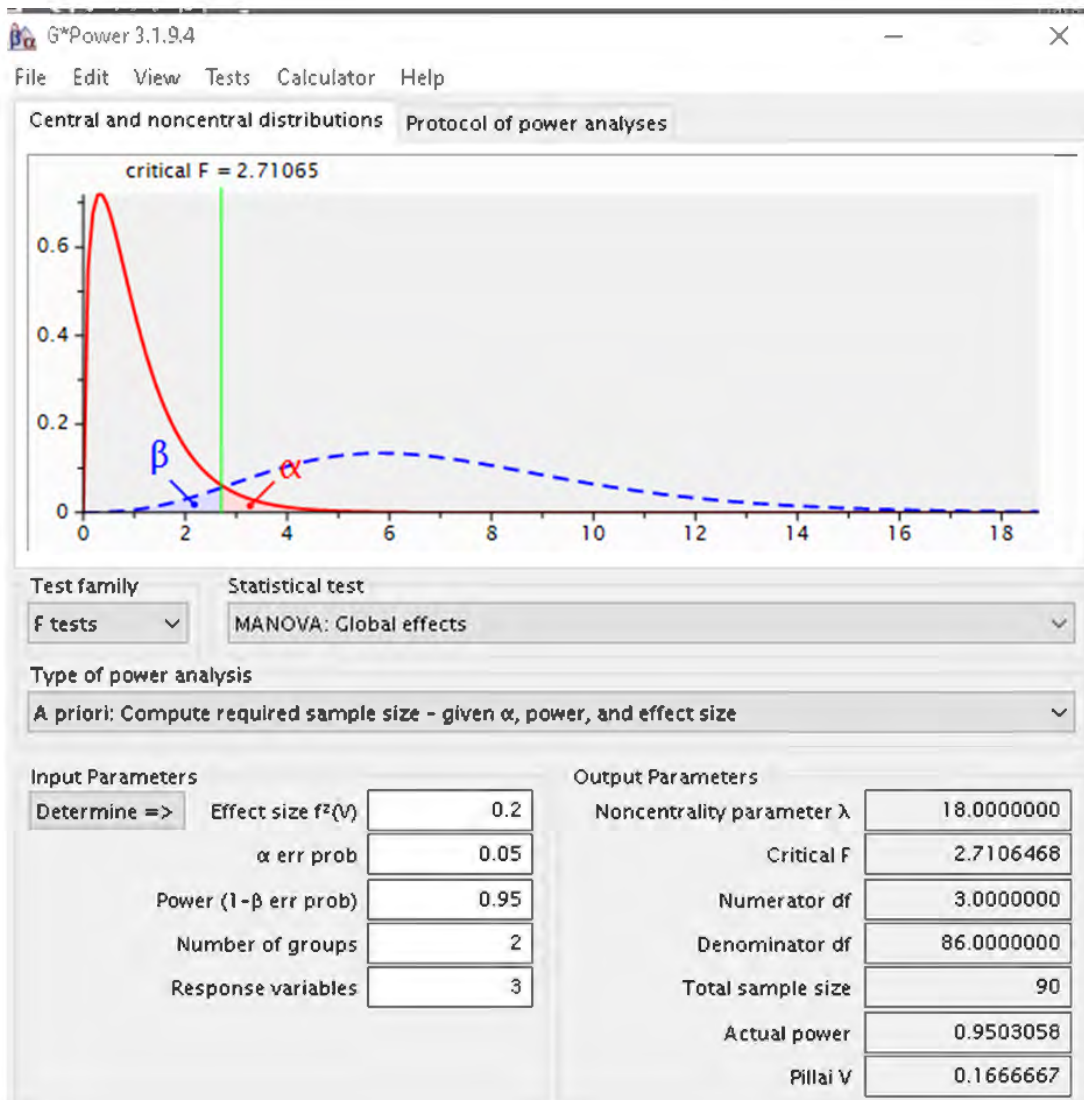 G*Power 3.1.9.4
File Edit View Tests Calculator Help
Central and noncentral distributions Protocol of power analyses
critical F = 2.71065
0.6
0.4
0.2
0
β
α
0 2 4 6 8 10 12 14 16 18
Test family Statistical test
F tests MANOVA: Global effects
Type of power analysis
A priori: Compute required sample size – given α, power, and effect size
Input Parameters Output Parameters
Determine => Effect size f²(V) 0.2 Noncentrality parameter λ 18.0000000
α err prob 0.05 Critical F 2.7106468
Power (1-β err prob) 0.95 Numerator df 3.0000000
Number of groups 2 Denominator df 86.0000000
Response variables 3 Total sample size 90
Actual power 0.9503058
Pillai V 0.1666667